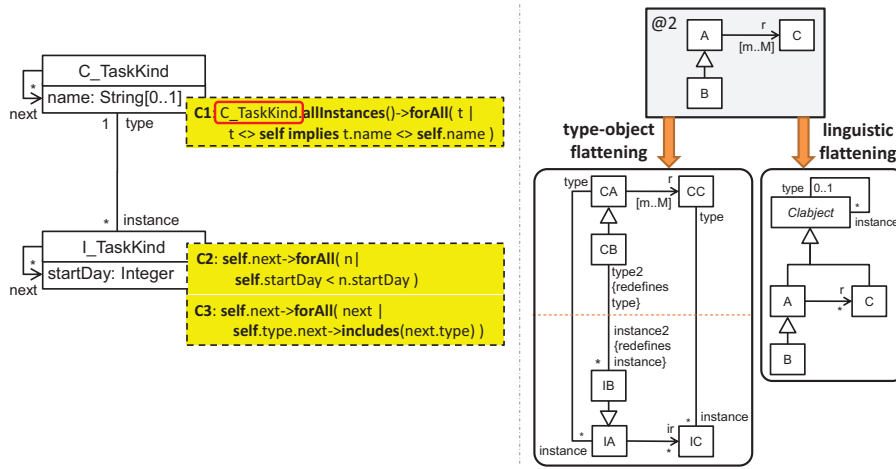 C_TaskKind
*
next
name: String[0..1]
1
type
C1: C_TaskKind.allInstances()->forAll( t |
t <> self implies t.name <> self.name )
*
instance
I_TaskKind
*
next
startDay: Integer
C2: self.next->forAll( n|
self.startDay < n.startDay )
C3: self.next->forAll( next |
self.type.next->includes(next.type) )
@2
A
r
[m..M]
C
B
type-object
flattening
linguistic
flattening
type
CA
r
[m..M]
CC
type
CB
type2
{redefines
type}
instance2
{redefines
instance}
*
IB
*
instance
IA
ir
*
IC
*
instance
type
0..1
Clabject
*
instance
A
r
*
C
B